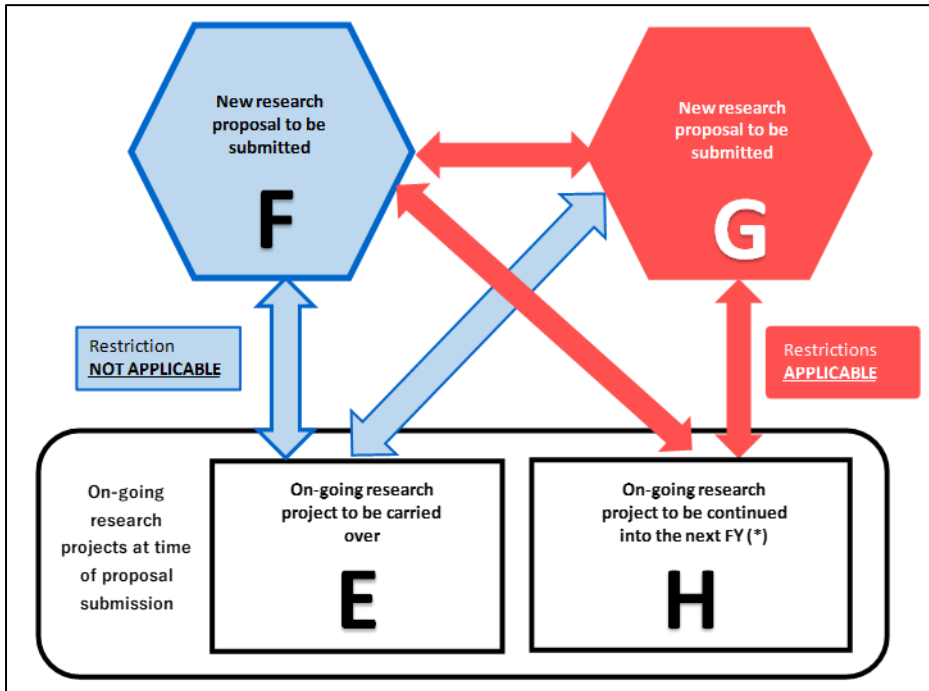 New research
proposal to be
submitted
F
New research
proposal to be
submitted
G
Restriction
NOT APPLICABLE
Restrictions
APPLICABLE
On-going
research
projects at time
of proposal
submission
On-going research
project to be carried
over
E
On-going research
project to be continued
into the next FY (*)
H